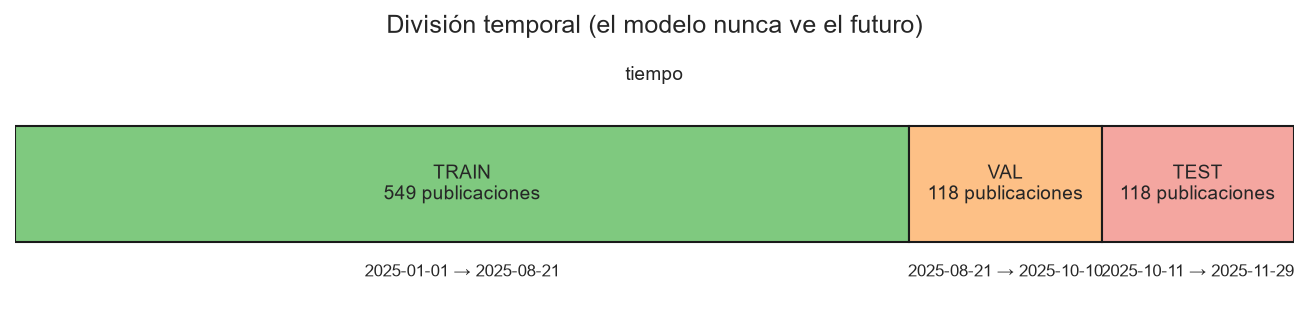 División temporal (el modelo nunca ve el futuro)
tiempo
TRAIN
549 publicaciones
VAL
118 publicaciones
TEST
118 publicaciones
2025-01-01 → 2025-08-21
2025-08-21 → 2025-10-10
2025-10-11 → 2025-11-29